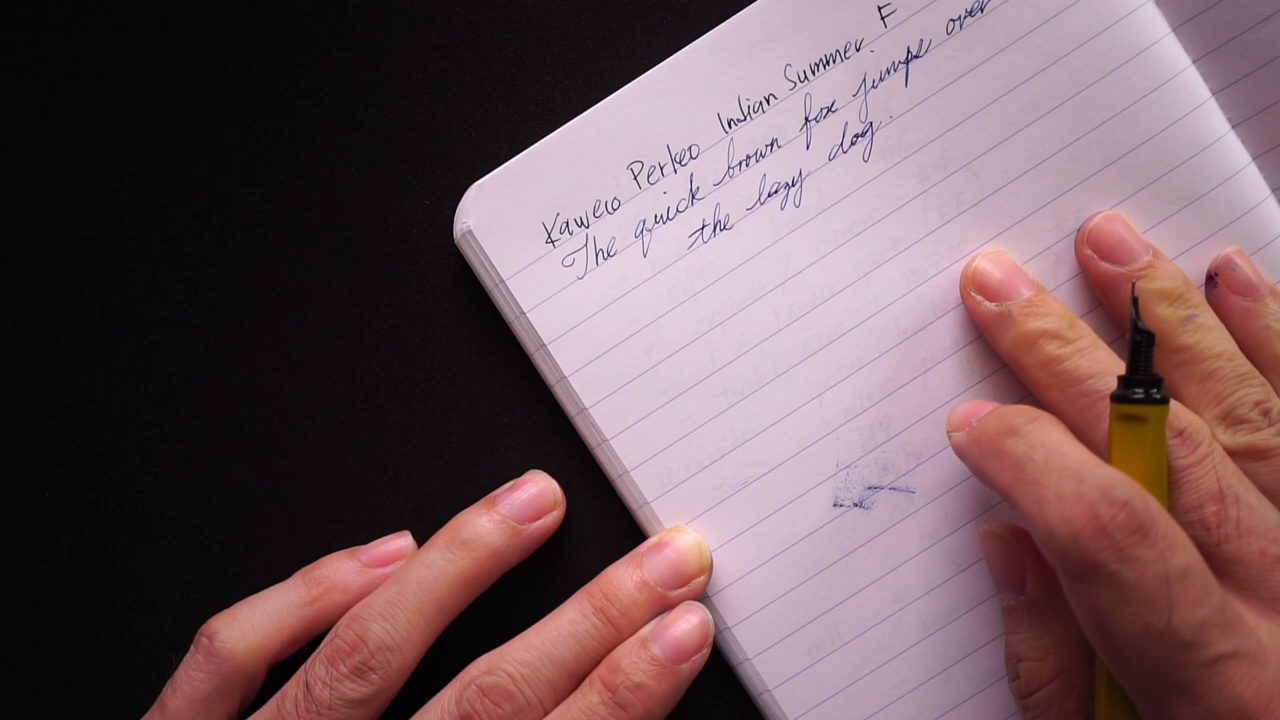 Kaweco Perkeo Indian Summer. F
The quick brown fox jumps over
the lazy dog.